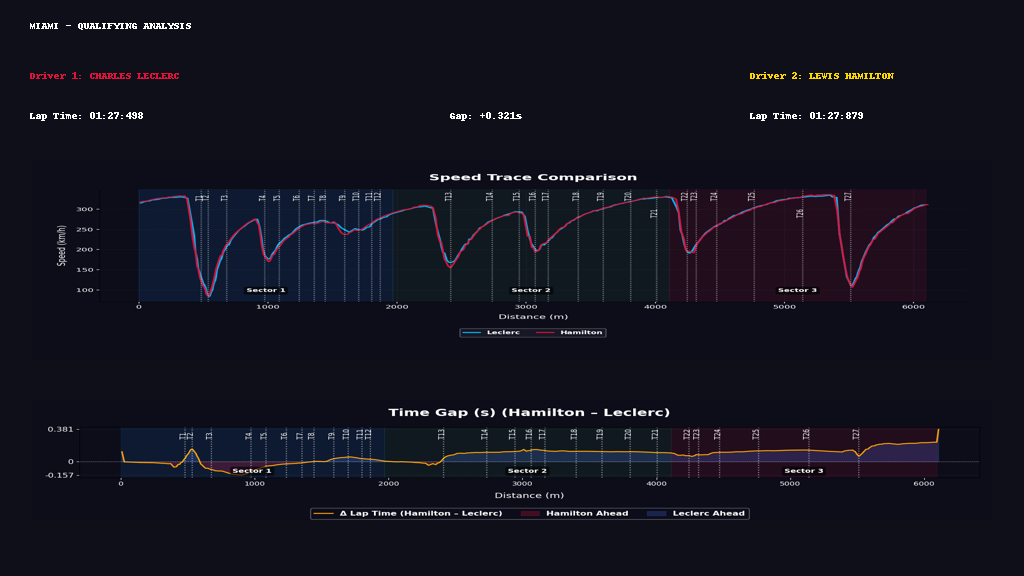 MIAMI - QUALIFYING ANALYSIS
Driver 1: CHARLES LECLERC
Driver 2: LEWIS HAMILTON
Lap Time: 01:27:498
Gap: +0.321s
Lap Time: 01:27:879
Speed Trace Comparison
T1 T2 T3 T4 T5 T6 T7 T8 T9 T10 T11 T12 T13 T14 T15 T16 T17 T18 T19 T20 T21 T22 T23 T24 T25 T26 T27
Speed (km/h)
300
250
200
150
100
Sector 1 Sector 2 Sector 3
0 1000 2000 3000 4000 5000 6000
Distance (m)
Leclerc Hamilton
Time Gap (s) (Hamilton – Leclerc)
0.381
0
-0.157
T1 T2 T3 T4 T5 T6 T7 T8 T9 T10 T11 T12 T13 T14 T15 T16 T17 T18 T19 T20 T21 T22 T23 T24 T25 T26 T27
Sector 1 Sector 2 Sector 3
0 1000 2000 3000 4000 5000 6000
Distance (m)
Δ Lap Time (Hamilton – Leclerc) Hamilton Ahead Leclerc Ahead